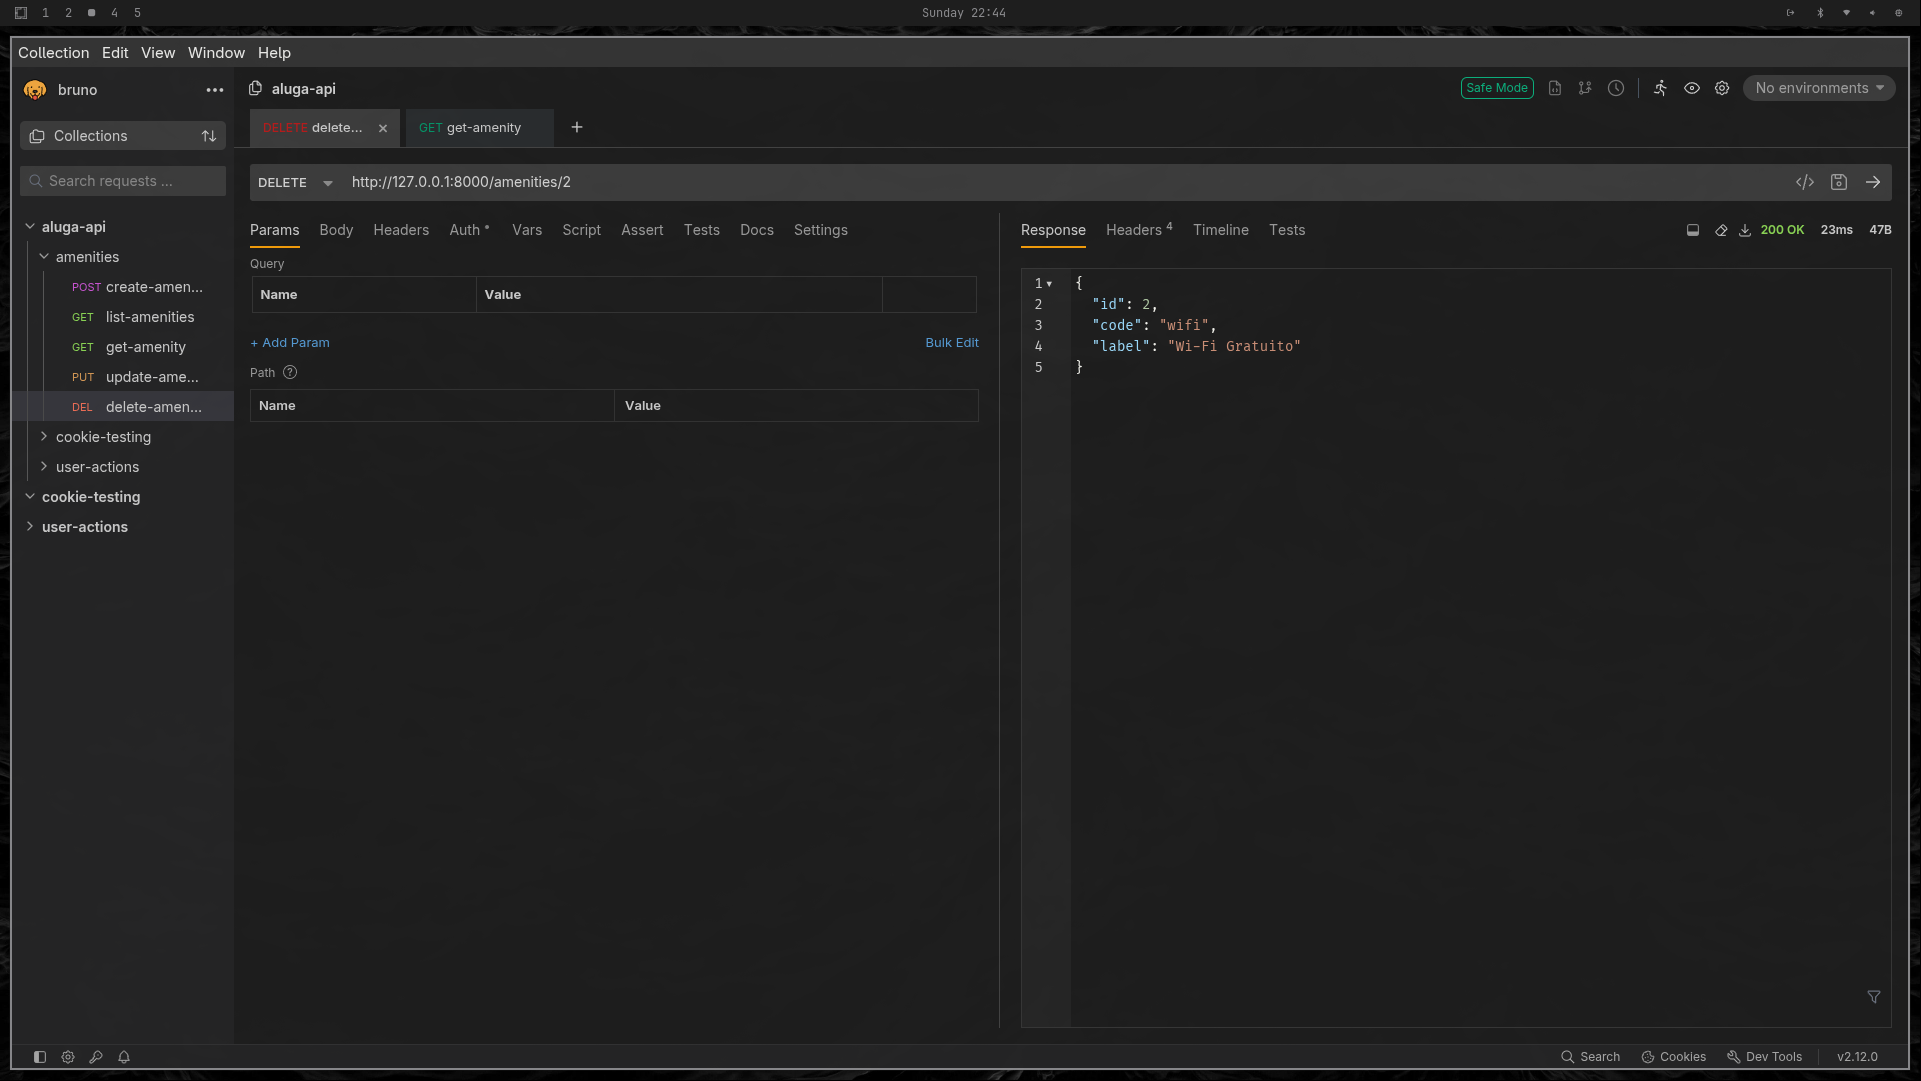 1 2 4 5 Sunday 22:44
Collection Edit View Window Help
bruno
Collections
Search requests ...
aluga-api
amenities
POST create-amen...
GET list-amenities
GET get-amenity
PUT update-ame...
DEL delete-amen...
cookie-testing
user-actions
cookie-testing
user-actions
aluga-api
Safe Mode
No environments
DELETE delete...
GET get-amenity
DELETE http://127.0.0.1:8000/amenities/2
Params Body Headers Auth Vars Script Assert Tests Docs Settings
Query
Name Value
+ Add Param Bulk Edit
Path ?
Name Value
Response Headers 4 Timeline Tests 200 OK 23ms 47B
1 {
2 "id": 2,
3 "code": "wifi",
4 "label": "Wi-Fi Gratuito"
5 }
Search Cookies Dev Tools v2.12.0